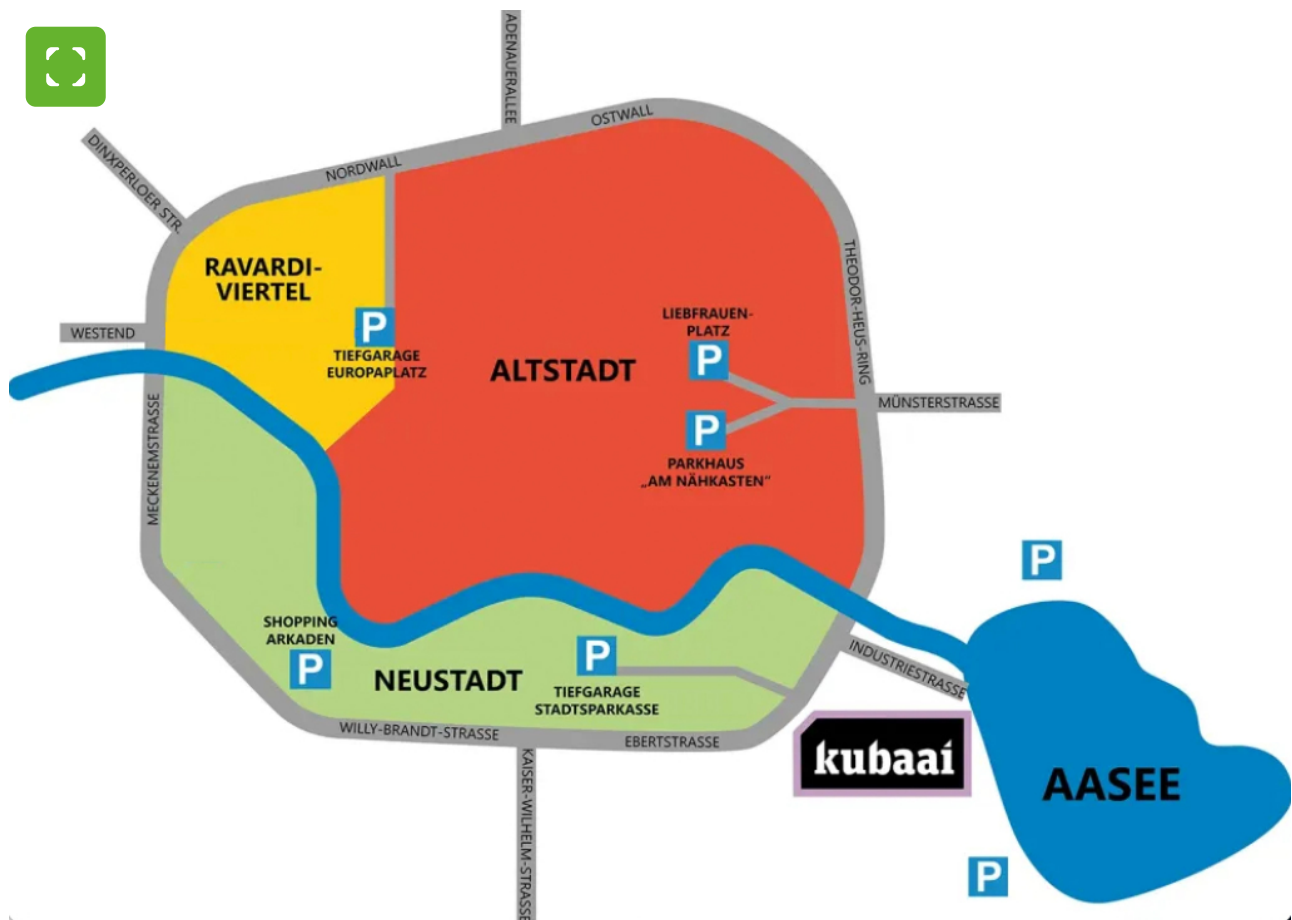 ADENAUERALLEE
OSTWALL
NORDWALL
DINXPERLOER STR.
RAVARDI-
VIERTEL
WESTEND
P
TIEFGARAGE
EUROPAPLATZ
ALTSTADT
LIEBFRAUEN-
PLATZ
P
P
PARKHAUS
„AM NÄHKASTEN“
THEODOR-HEUS-RING
MÜNSTERSTRASSE
MECKENEMSTRASSE
SHOPPING
ARKADEN
P
NEUSTADT
P
TIEFGARAGE
STADTSPARKASSE
WILLY-BRANDT-STRASSE
EBERTSTRASSE
KAISER-WILHELM-STRASSE
INDUSTRIESTRASSE
P
kubaai
AASEE
P